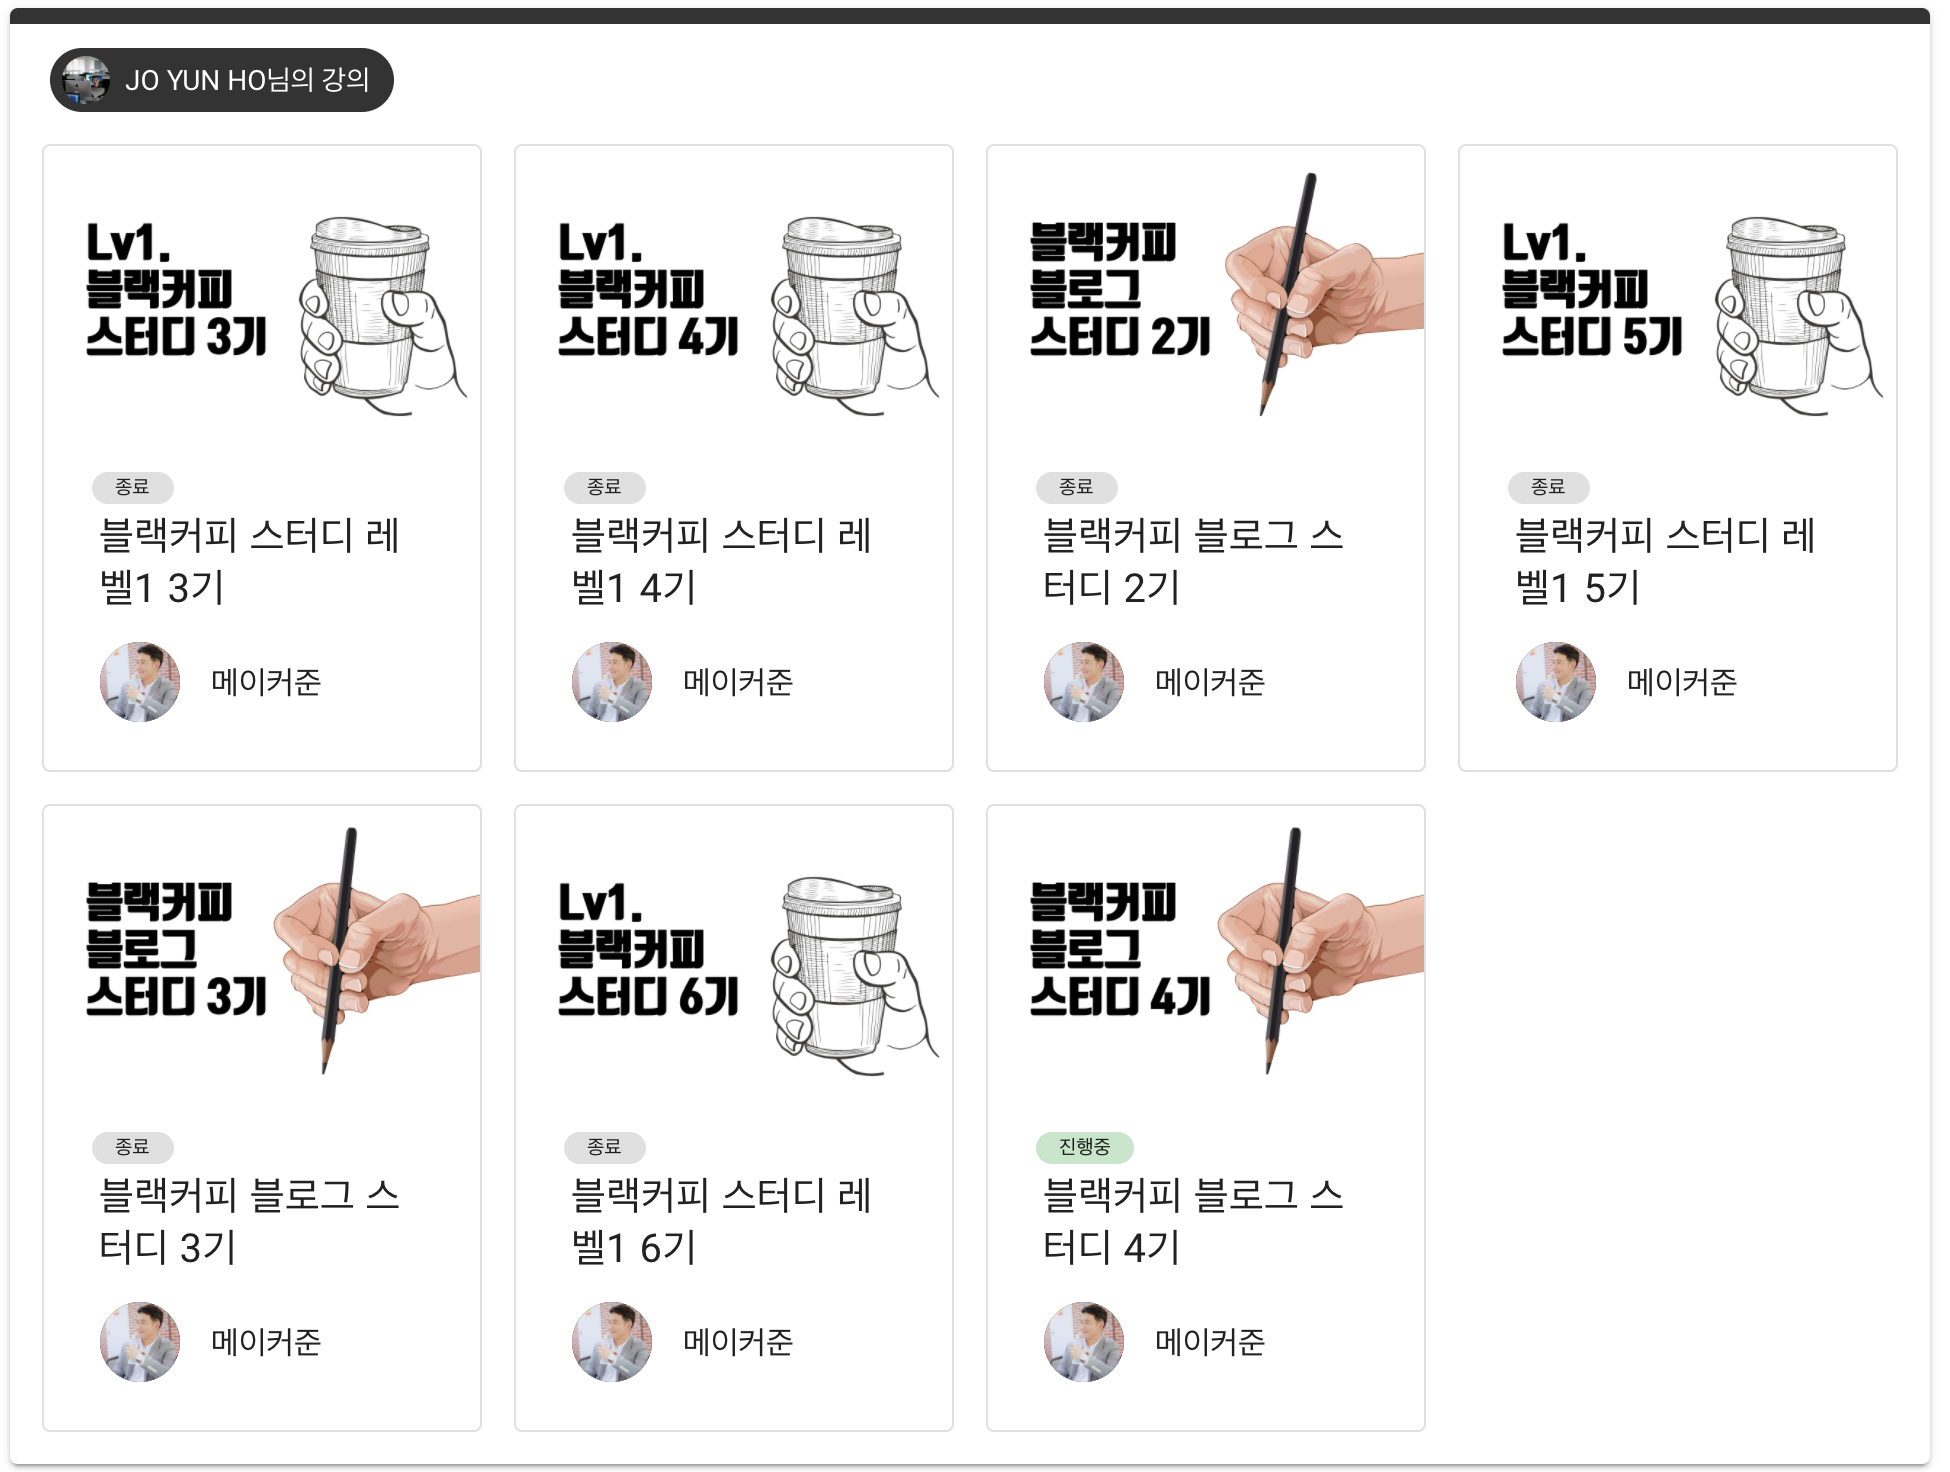 JO YUN HO님의 강의
Lv1.
블랙커피
스터디 3기
종료
블랙커피 스터디 레
벨1 3기
메이커준
Lv1.
블랙커피
스터디 4기
종료
블랙커피 스터디 레
벨1 4기
메이커준
블랙커피
블로그
스터디 2기
종료
블랙커피 블로그 스
터디 2기
메이커준
Lv1.
블랙커피
스터디 5기
종료
블랙커피 스터디 레
벨1 5기
메이커준
블랙커피
블로그
스터디 3기
종료
블랙커피 블로그 스
터디 3기
메이커준
Lv1.
블랙커피
스터디 6기
종료
블랙커피 스터디 레
벨1 6기
메이커준
블랙커피
블로그
스터디 4기
진행중
블랙커피 블로그 스
터디 4기
메이커준